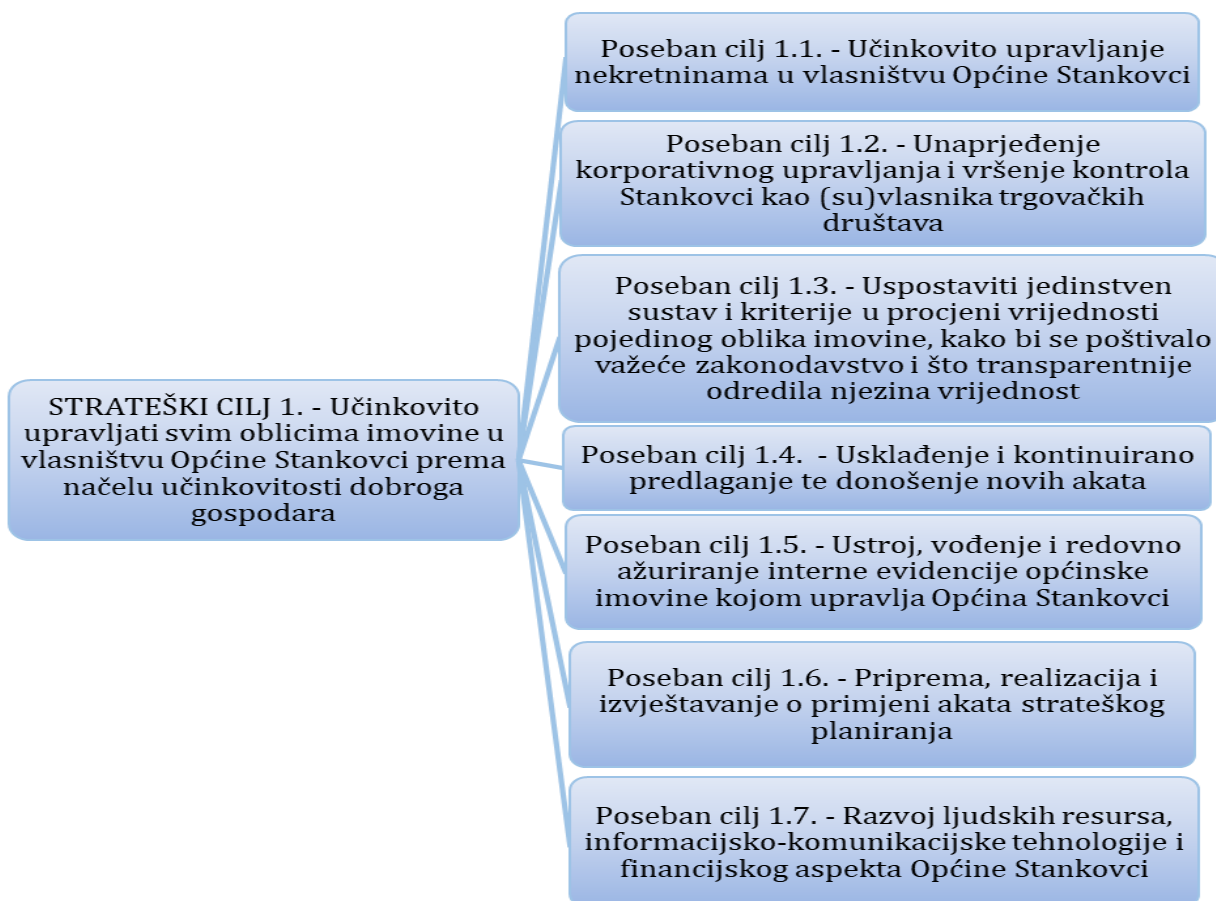 STRATEŠKI CILJ 1. - Učinkovito
upravljati svim oblicima imovine u
vlasništvu Općine Stankovci prema
načelu učinkovitosti dobroga
gospodara
Poseban cilj 1.1. - Učinkovito upravljanje
nekretninama u vlasništvu Općine Stankovci
Poseban cilj 1.2. - Unaprjeđenje
korporativnog upravljanja i vršenje kontrola
Stankovci kao (su)vlasnika trgovačkih
društava
Poseban cilj 1.3. - Uspostaviti jedinstven
sustav i kriterije u procjeni vrijednosti
pojedinog oblika imovine, kako bi se poštivalo
važeće zakonodavstvo i što transparentnije
odredila njezina vrijednost
Poseban cilj 1.4. - Usklađenje i kontinuirano
predlaganje te donošenje novih akata
Poseban cilj 1.5. - Ustroj, vođenje i redovno
ažuriranje interne evidencije općinske
imovine kojom upravlja Općina Stankovci
Poseban cilj 1.6. - Priprema, realizacija i
izvještavanje o primjeni akata strateškog
planiranja
Poseban cilj 1.7. - Razvoj ljudskih resursa,
informacijsko-komunikacijske tehnologije i
financijskog aspekta Općine Stankovci